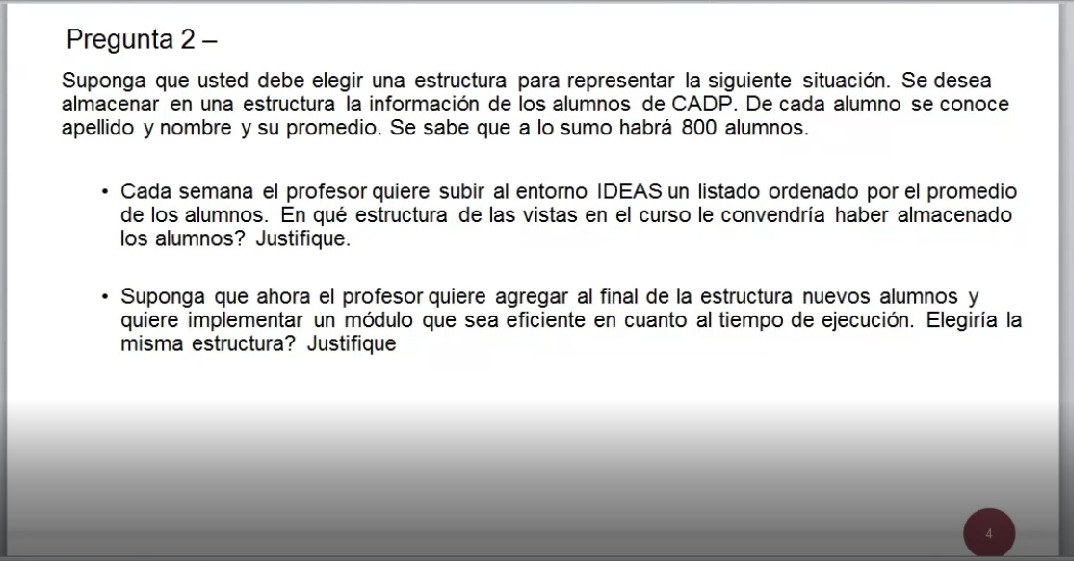 Pregunta 2 –
Suponga que usted debe elegir una estructura para representar la siguiente situación. Se desea
almacenar en una estructura la información de los alumnos de CADP. De cada alumno se conoce
apellido y nombre y su promedio. Se sabe que a lo sumo habrá 800 alumnos.
• Cada semana el profesor quiere subir al entorno IDEAS un listado ordenado por el promedio
de los alumnos. En qué estructura de las vistas en el curso le convendría haber almacenado
los alumnos? Justifique.
• Suponga que ahora el profesor quiere agregar al final de la estructura nuevos alumnos y
quiere implementar un módulo que sea eficiente en cuanto al tiempo de ejecución. Elegiría la
misma estructura? Justifique
4